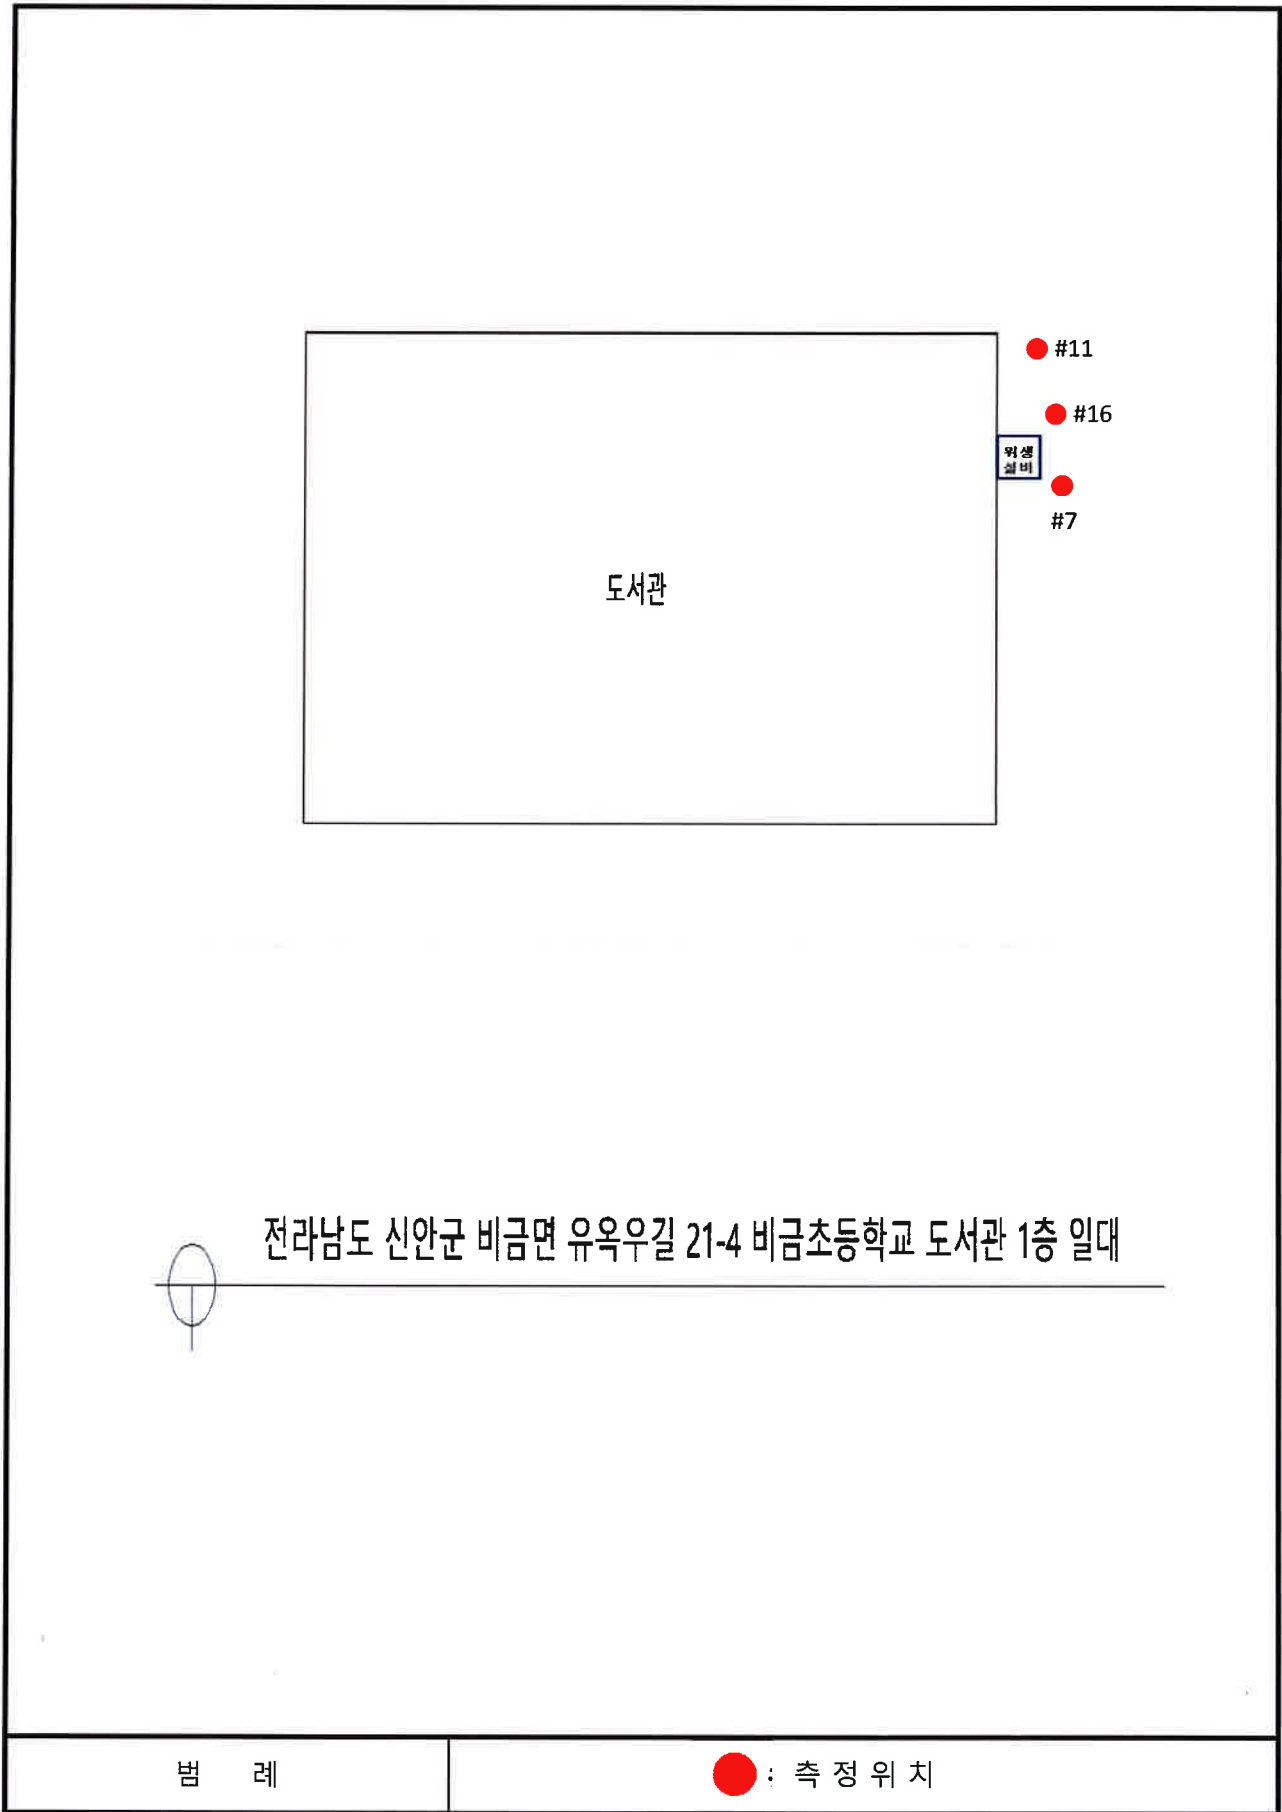 #11
#16
위생
설비
#7
도서관
전라남도 신안군 비금면 유옥우길 21-4 비금초등학교 도서관 1층 일대
범 례
: 측 정 위 치